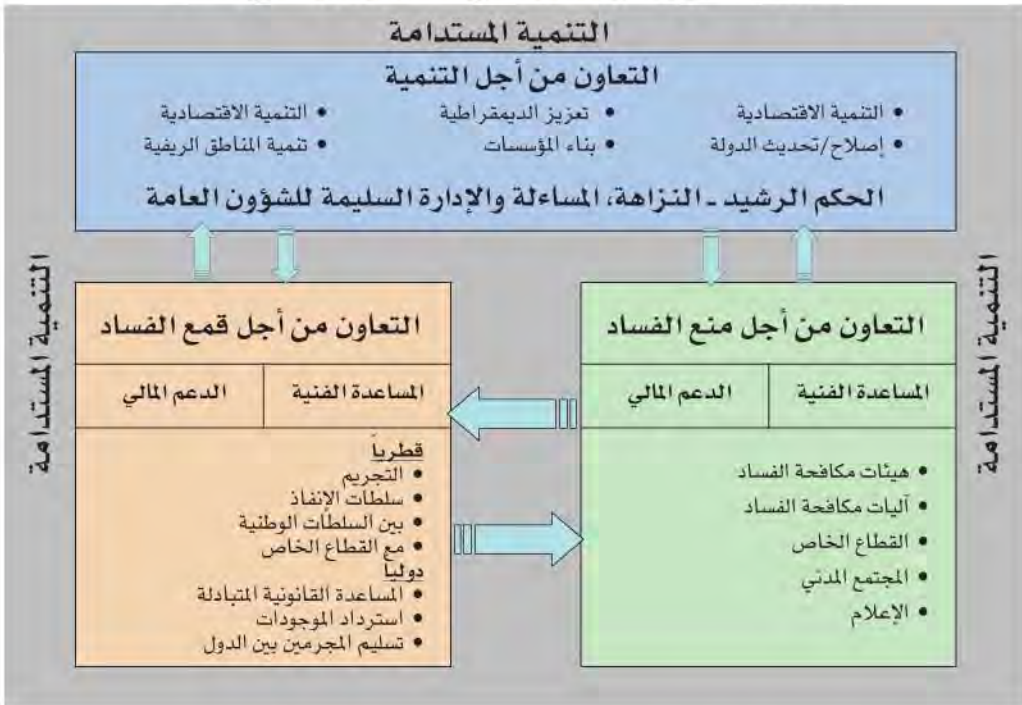 التنمية المستدامة
التعاون من أجل التنمية
• التنمية الاقتصادية • تعزيز الديمقراطية • التنمية الاقتصادية
• إصلاح/تحديث الدولة • بناء المؤسسات • تنمية المناطق الريفية
الحكم الرشيد - النزاهة، المساءلة والإدارة السليمة للشؤون العامة
التنمية المستدامة
التعاون من أجل منع الفساد
المساعدة الفنية الدعم المالي
• هيئات مكافحة الفساد
• آليات مكافحة الفساد
• القطاع الخاص
• المجتمع المدني
• الإعلام
التعاون من أجل قمع الفساد
المساعدة الفنية الدعم المالي
قطرياً
• التجريم
• سلطات الإنفاذ
• بين السلطات الوطنية
• مع القطاع الخاص
دولياً
• المساعدة القانونية المتبادلة
• استرداد الموجودات
• تسليم المجرمين بين الدول
التنمية المستدامة